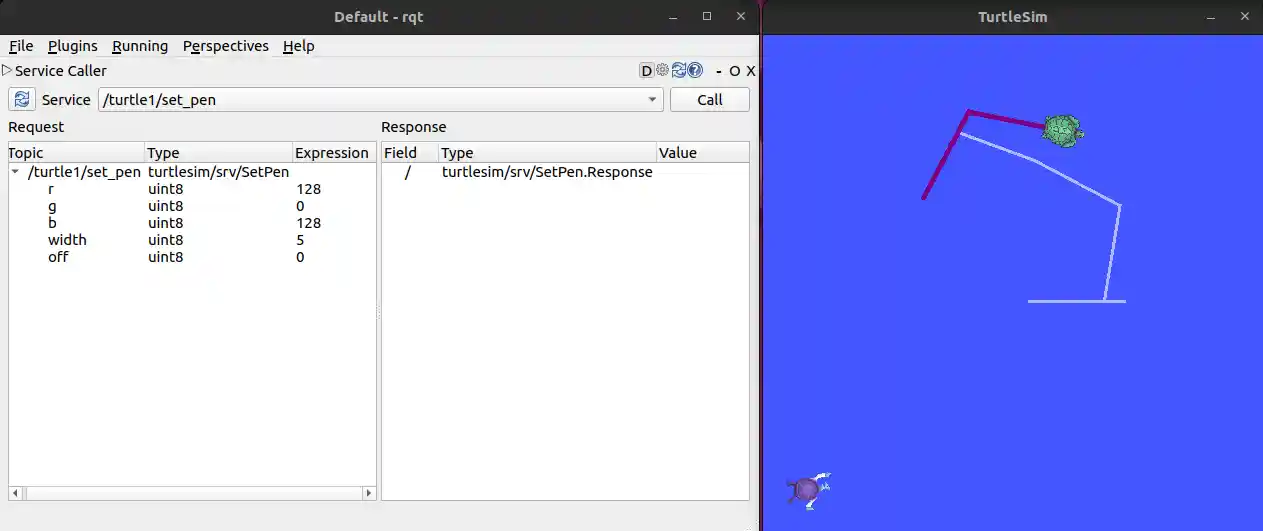 Default - rqt
TurtleSim
File Plugins Running Perspectives Help
Service Caller
D - O X
Service /turtle1/set_pen Call
Request
Response
Topic Type Expression
Field Type Value
/turtle1/set_pen turtlesim/srv/SetPen
/ turtlesim/srv/SetPen.Response
r uint8 128
g uint8 0
b uint8 128
width uint8 5
off uint8 0